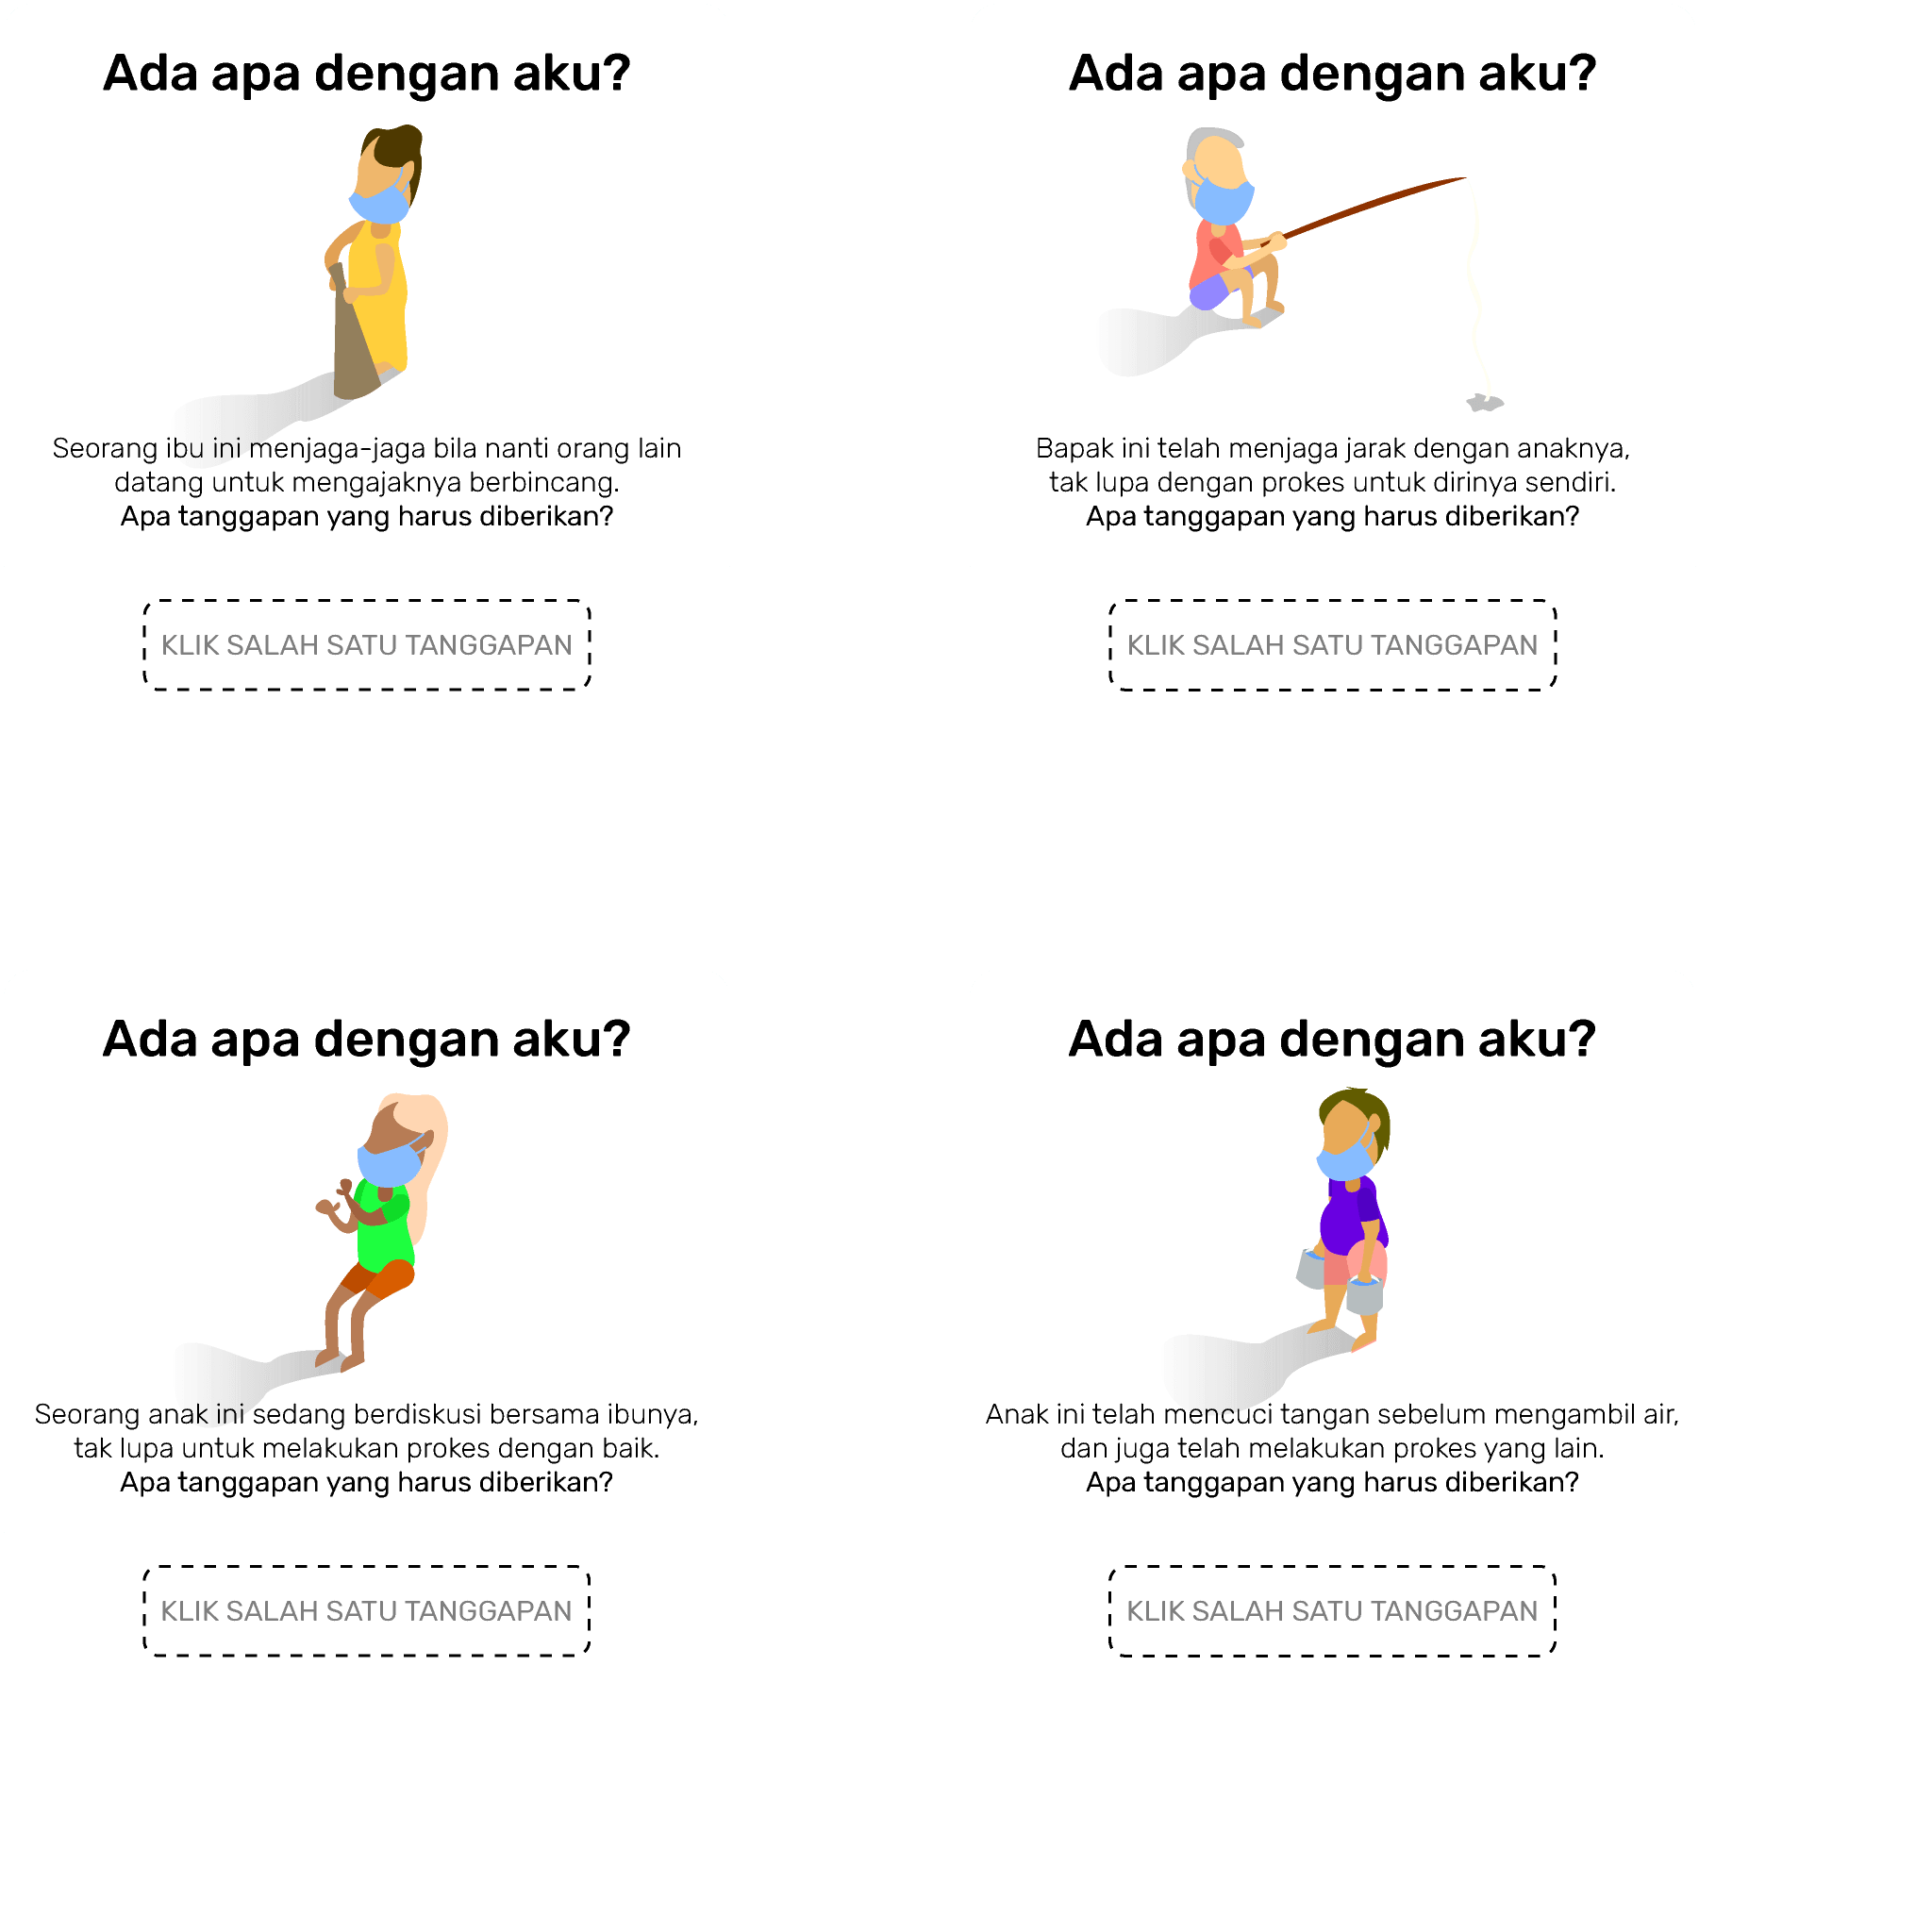 Ada apa dengan aku?
Seorang ibu ini menjaga-jaga bila nanti orang lain
datang untuk mengajaknya berbincang.
Apa tanggapan yang harus diberikan?
KLIK SALAH SATU TANGGAPAN
Ada apa dengan aku?
Bapak ini telah menjaga jarak dengan anaknya,
tak lupa dengan prokes untuk dirinya sendiri.
Apa tanggapan yang harus diberikan?
KLIK SALAH SATU TANGGAPAN
Ada apa dengan aku?
Seorang anak ini sedang berdiskusi bersama ibunya,
tak lupa untuk melakukan prokes dengan baik.
Apa tanggapan yang harus diberikan?
KLIK SALAH SATU TANGGAPAN
Ada apa dengan aku?
Anak ini telah mencuci tangan sebelum mengambil air,
dan juga telah melakukan prokes yang lain.
Apa tanggapan yang harus diberikan?
KLIK SALAH SATU TANGGAPAN